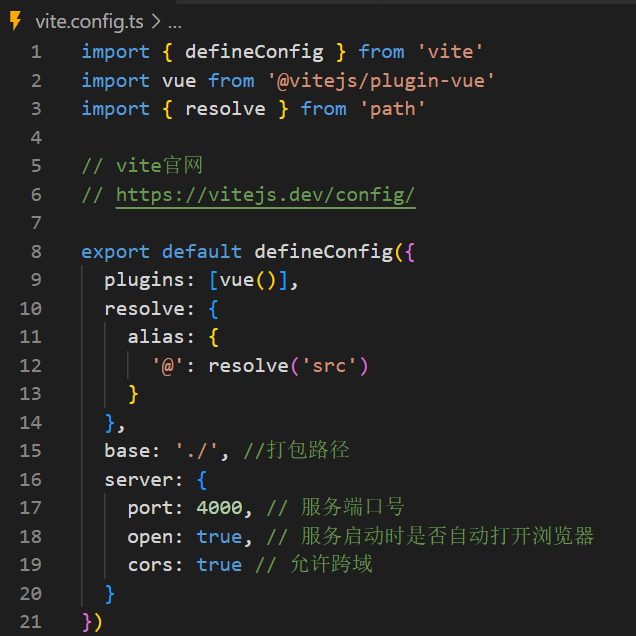 vite.config.ts > ...
1 import { defineConfig } from 'vite'
2 import vue from '@vitejs/plugin-vue'
3 import { resolve } from 'path'
4
5 // vite官网
6 // https://vitejs.dev/config/
7
8 export default defineConfig({
9   plugins: [vue()],
10   resolve: {
11     alias: {
12       '@': resolve('src')
13     }
14   },
15   base: './', //打包路径
16   server: {
17     port: 4000, // 服务端口号
18     open: true, // 服务启动时是否自动打开浏览器
19     cors: true // 允许跨域
20   }
21 })